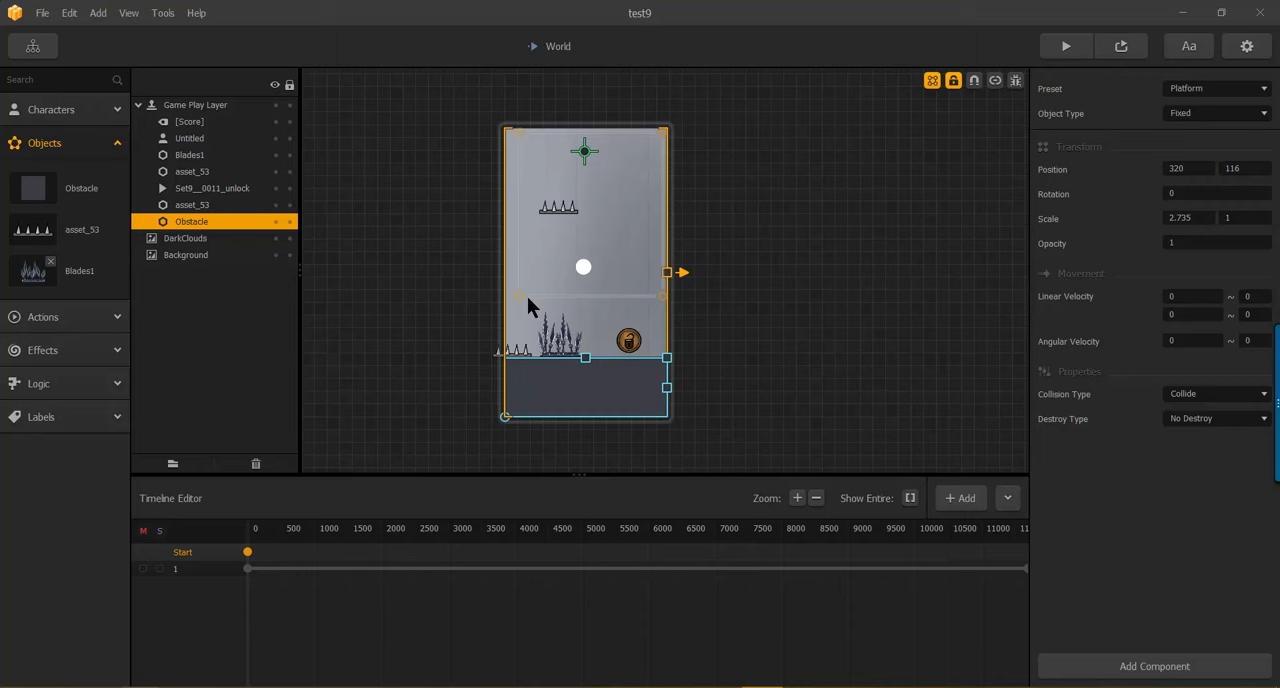 File Edit Add View Tools Help test9
World Aa
Search
Characters
Objects
Obstacle
asset_53
Blades1
Actions
Effects
Logic
Labels
Game Play Layer
[Score]
Untitled
Blades1
asset_53
Set9__0011_unlock
asset_53
Obstacle
DarkClouds
Background
Preset Platform
Object Type Fixed
Transform
Position 320 116
Rotation 0
Scale 2.735 1
Opacity 1
Movement
Linear Velocity 0 ~ 0
0 ~ 0
Angular Velocity 0 ~ 0
Properties
Collision Type Collide
Destroy Type No Destroy
Add Component
Timeline Editor Zoom: + − Show Entire: [] + Add
M S 0 500 1000 1500 2000 2500 3000 3500 4000 4500 5000 5500 6000 6500 7000 7500 8000 8500 9000 9500 10000 10500 11000 11
Start
1